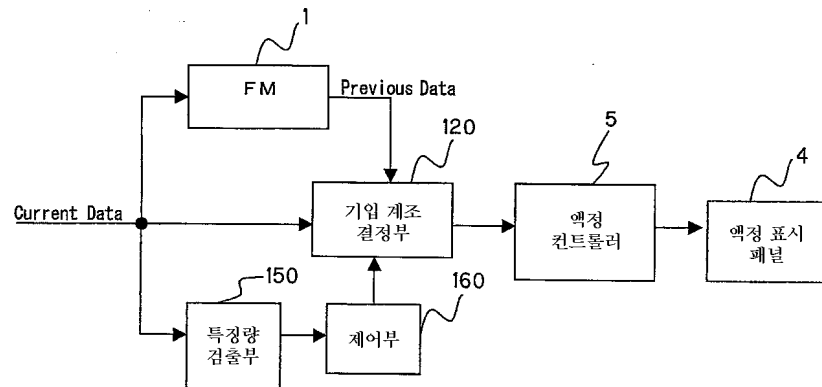 1
FM
Previous Data
120
5
4
Current Data
기입 계조
결정부
액정
컨트롤러
액정 표시
패널
150
160
특징량
검출부
제어부